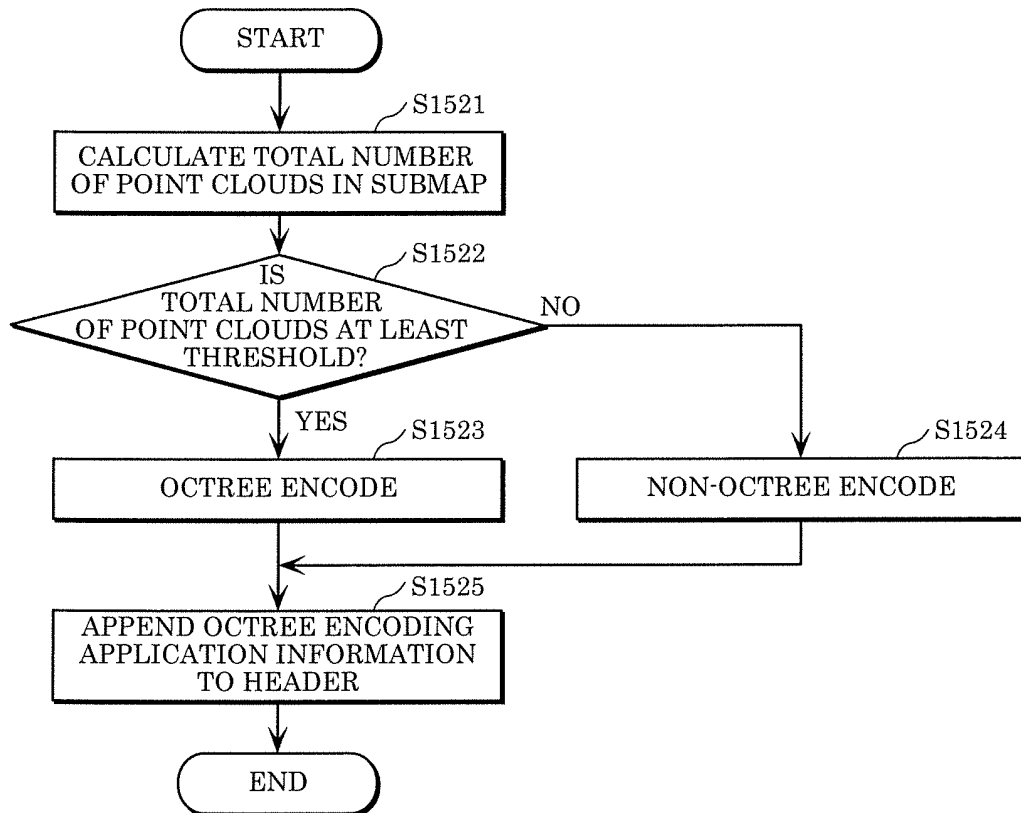 START
S1521
CALCULATE TOTAL NUMBER
OF POINT CLOUDS IN SUBMAP
S1522
IS
TOTAL NUMBER
OF POINT CLOUDS AT LEAST
THRESHOLD?
NO
YES
S1523
OCTREE ENCODE
S1524
NON-OCTREE ENCODE
S1525
APPEND OCTREE ENCODING
APPLICATION INFORMATION
TO HEADER
END